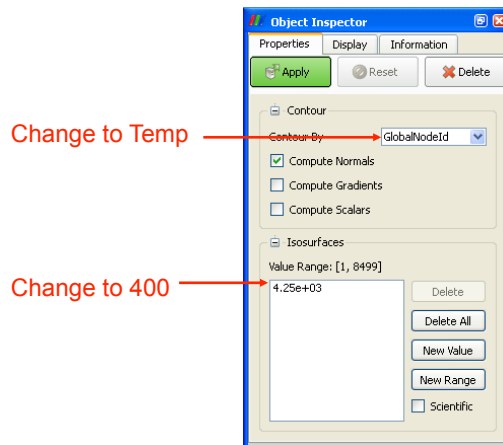 Object Inspector
Properties Display Information
Apply Reset Delete
Contour
Change to Temp
Contour By GlobalNodeId
Compute Normals
Compute Gradients
Compute Scalars
Isosurfaces
Value Range: [1, 8499]
Change to 400
4.25e+03
Delete
Delete All
New Value
New Range
Scientific